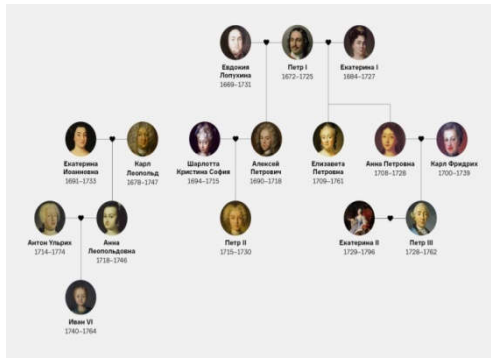 Евдокия
Лопухина
1669–1731
Петр I
1672–1725
Екатерина I
1684–1727
Екатерина
Иоанновна
1691–1733
Карл
Леопольд
1678–1747
Шарлотта
Кристина София
1694–1715
Алексей
Петрович
1690–1718
Елизавета
Петровна
1709–1761
Анна Петровна
1708–1728
Карл Фридрих
1700–1739
Антон Ульрих
1714–1774
Анна
Леопольдовна
1718–1746
Петр II
1715–1730
Екатерина II
1729–1796
Петр III
1728–1762
Иван VI
1740–1764